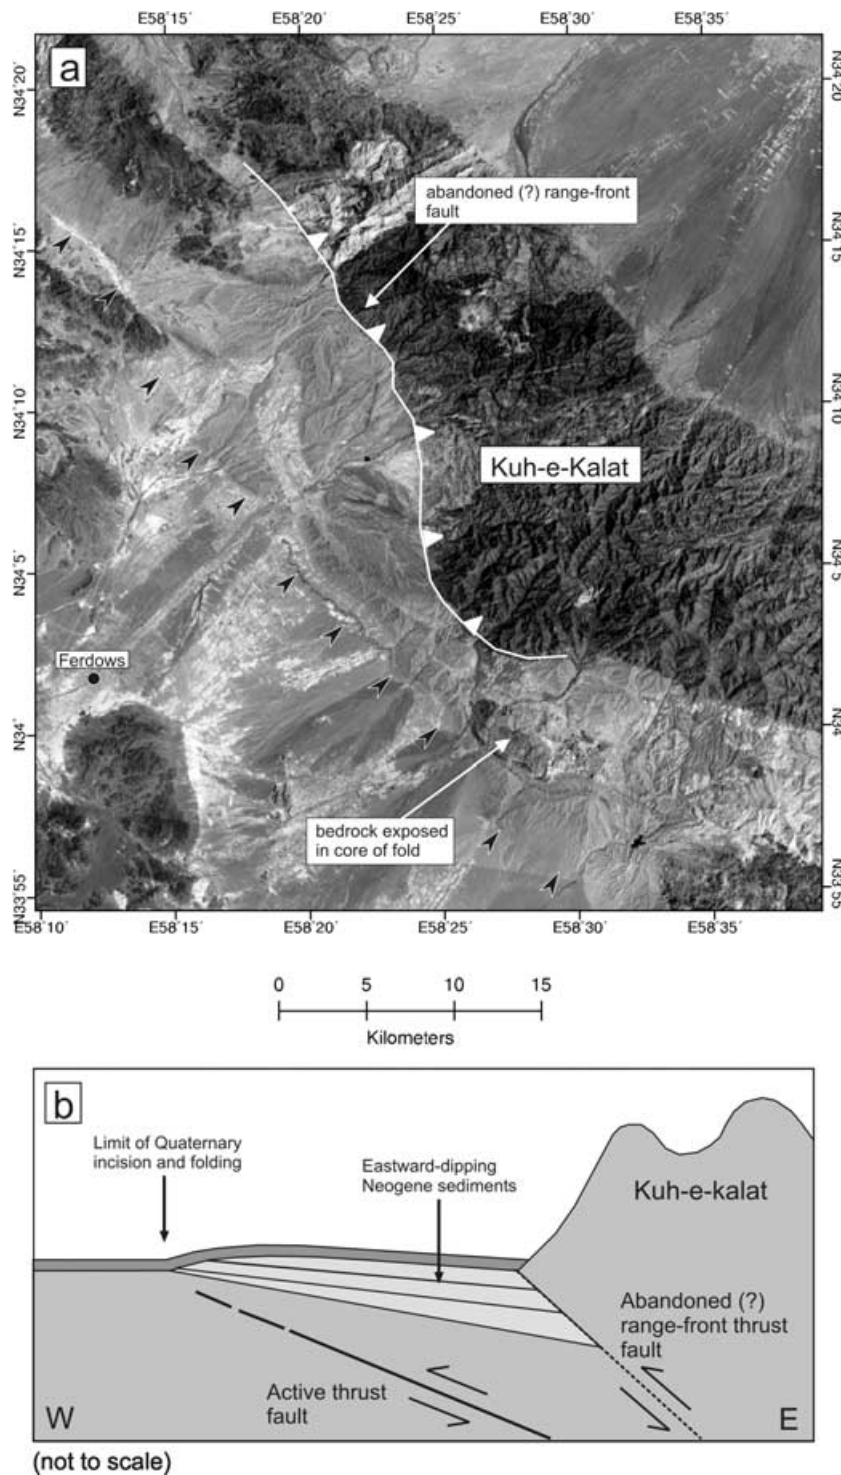 E58°15´ E58°20´ E58°25´ E58°30´ E58°35´
a
N34°20´
N34°20´
abandoned (?) range-front
fault
N34°15´
N34°15´
N34°10´
N34°10´
Kuh-e-Kalat
N34°5´
N34°5´
Ferdows
N34°
N34°
bedrock exposed
in core of fold
N33°55´
N33°55´
E58°10´ E58°15´ E58°20´ E58°25´ E58°30´ E58°35´
0 5 10 15
Kilometers
b
Limit of Quaternary
incision and folding
Eastward-dipping
Neogene sediments
Kuh-e-kalat
Abandoned (?)
range-front thrust
fault
Active thrust
fault
W
E
(not to scale)